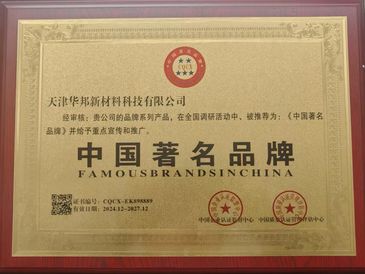 CQCX
天津华邦新材料科技有限公司
经审核：贵公司的品牌系列产品，在全国调研活动中，被推荐为：《中国著名
品牌》并给予重点宣传和推广。
中国著名品牌
FAMOUSBRANDSINCHINA
证书编号：CQCX-EK898889
有效日期：2024.12-2027.12